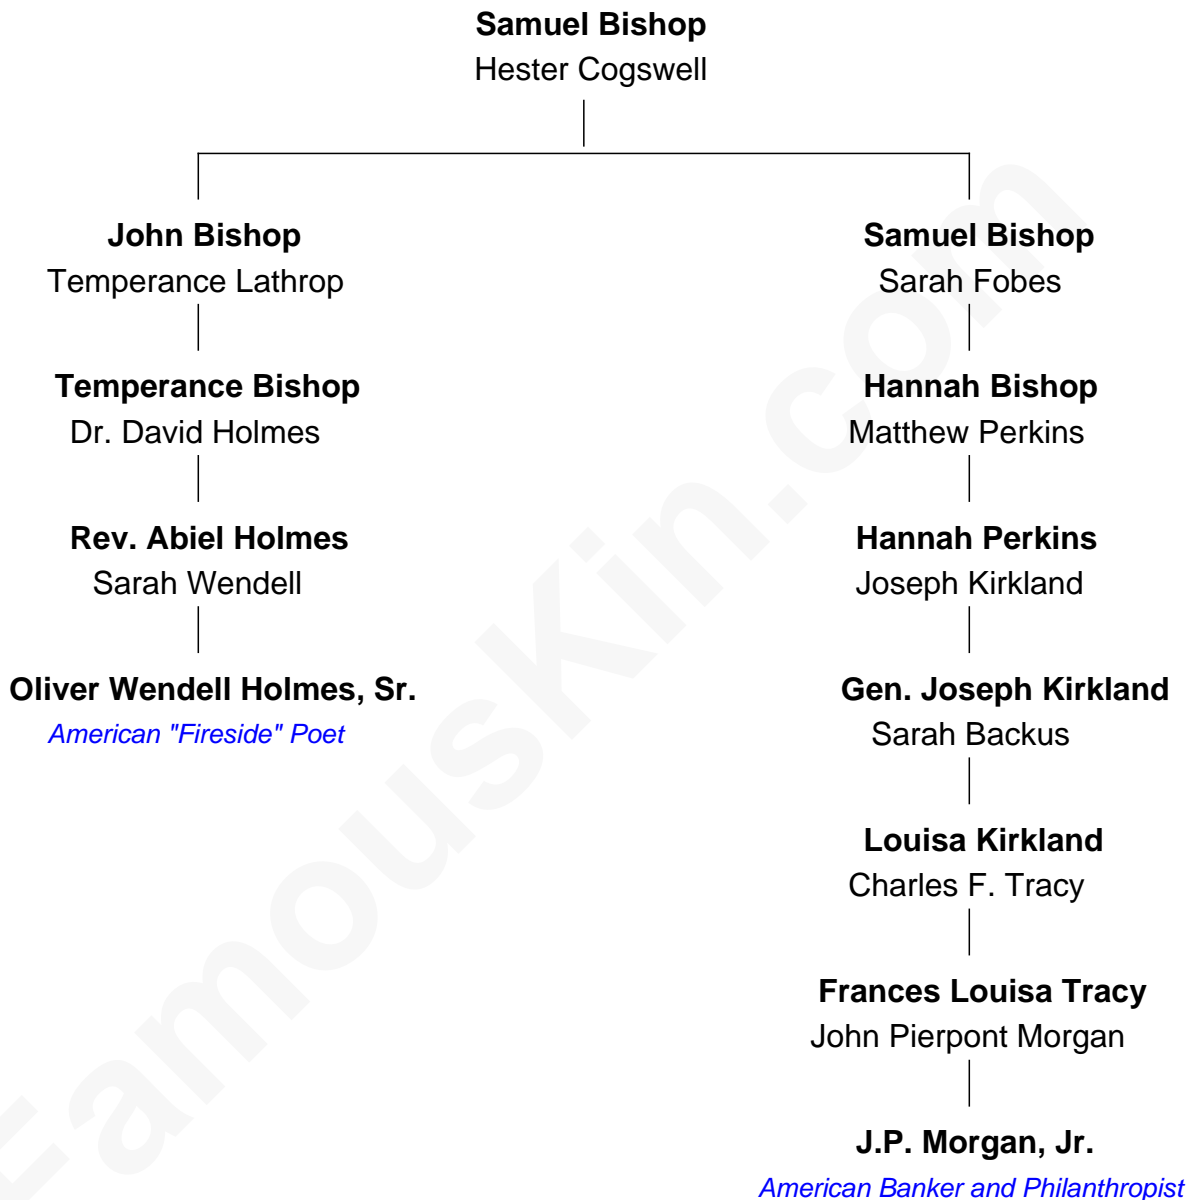 Samuel Bishop
Hester Cogswell
John Bishop
Temperance Lathrop
Temperance Bishop
Dr. David Holmes
Rev. Abiel Holmes
Sarah Wendell
Oliver Wendell Holmes, Sr.
American "Fireside" Poet
Samuel Bishop
Sarah Fobes
Hannah Bishop
Matthew Perkins
Hannah Perkins
Joseph Kirkland
Gen. Joseph Kirkland
Sarah Backus
Louisa Kirkland
Charles F. Tracy
Frances Louisa Tracy
John Pierpont Morgan
J.P. Morgan, Jr.
American Banker and Philanthropist
FamousKin.com